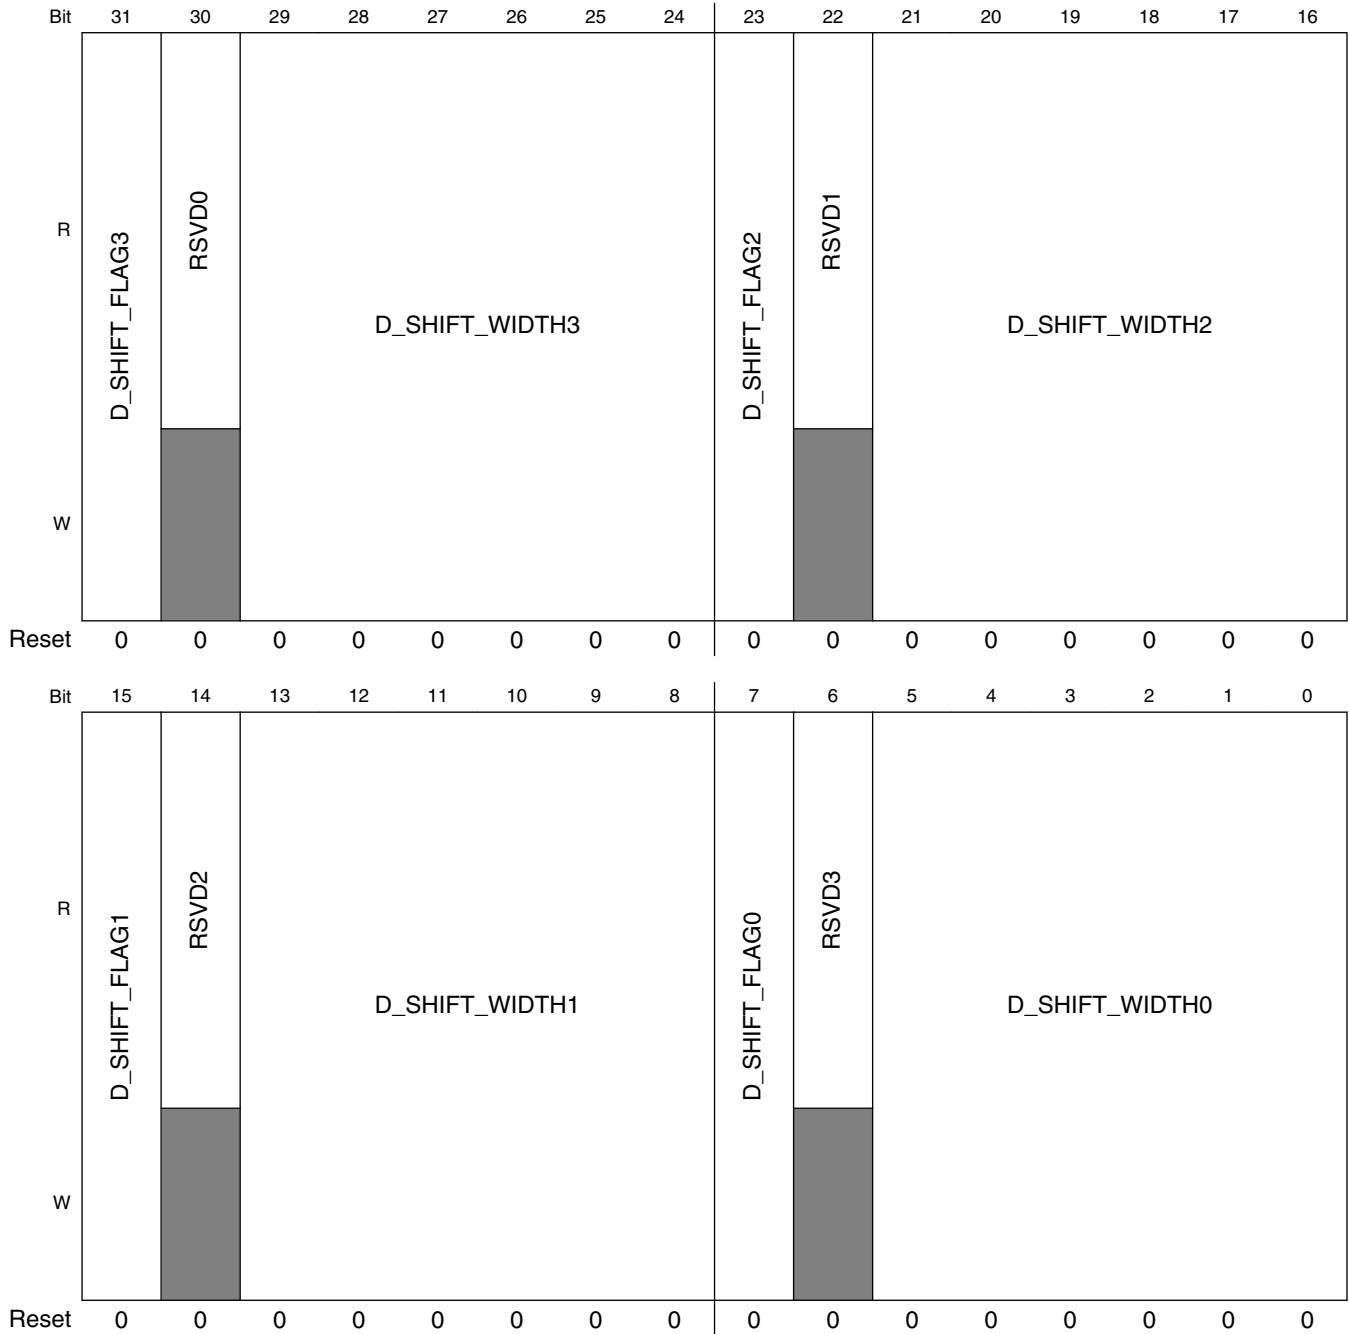 Bit 31 30 29 28 27 26 25 24 23 22 21 20 19 18 17 16
R D_SHIFT_FLAG3 RSVD0 D_SHIFT_WIDTH3 D_SHIFT_FLAG2 RSVD1 D_SHIFT_WIDTH2
W
Reset 0 0 0 0 0 0 0 0 0 0 0 0 0 0 0 0
Bit 15 14 13 12 11 10 9 8 7 6 5 4 3 2 1 0
R D_SHIFT_FLAG1 RSVD2 D_SHIFT_WIDTH1 D_SHIFT_FLAG0 RSVD3 D_SHIFT_WIDTH0
W
Reset 0 0 0 0 0 0 0 0 0 0 0 0 0 0 0 0